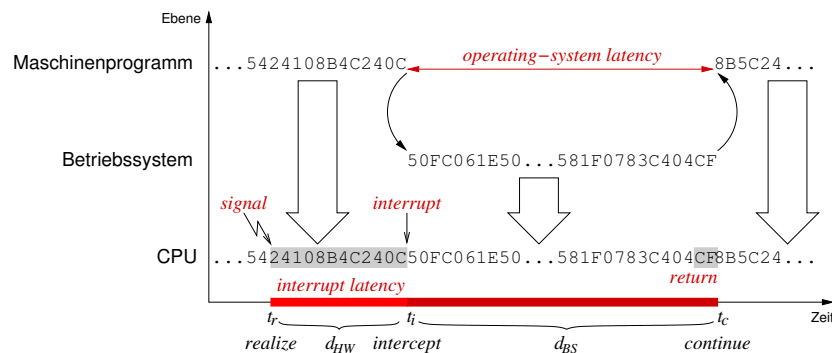 Ebene
Maschinenprogramm ...5424108B4C240C operating-system latency 8B5C24...
Betriebssystem 50FC061E50...581F0783C404CF
signal interrupt
CPU ...5424108B4C240C50FC061E50...581F0783C404CF8B5C24...
interrupt latency return
t_r t_i t_c Zeit
realize d_HW intercept d_BS continue